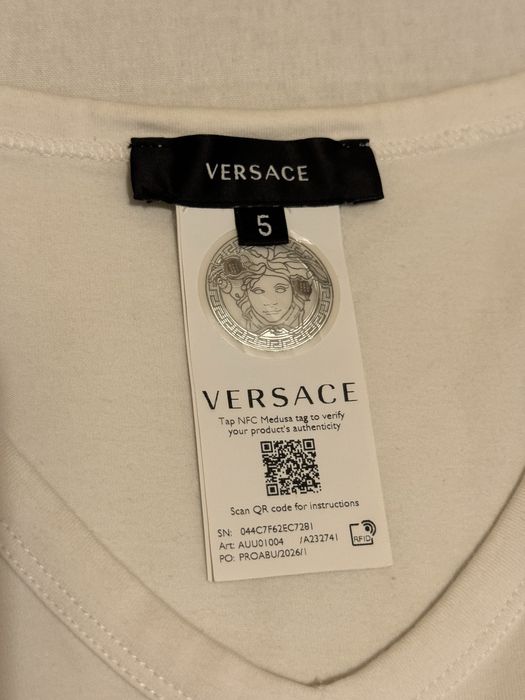 VERSACE
5
VERSACE
Tap NFC Medusa tag to verify
your product's authenticity
Scan QR code for instructions
SN: 044C7F62EC7281
Art: AUU01004 /A232741
PO: PROABU/2026/1
RFID